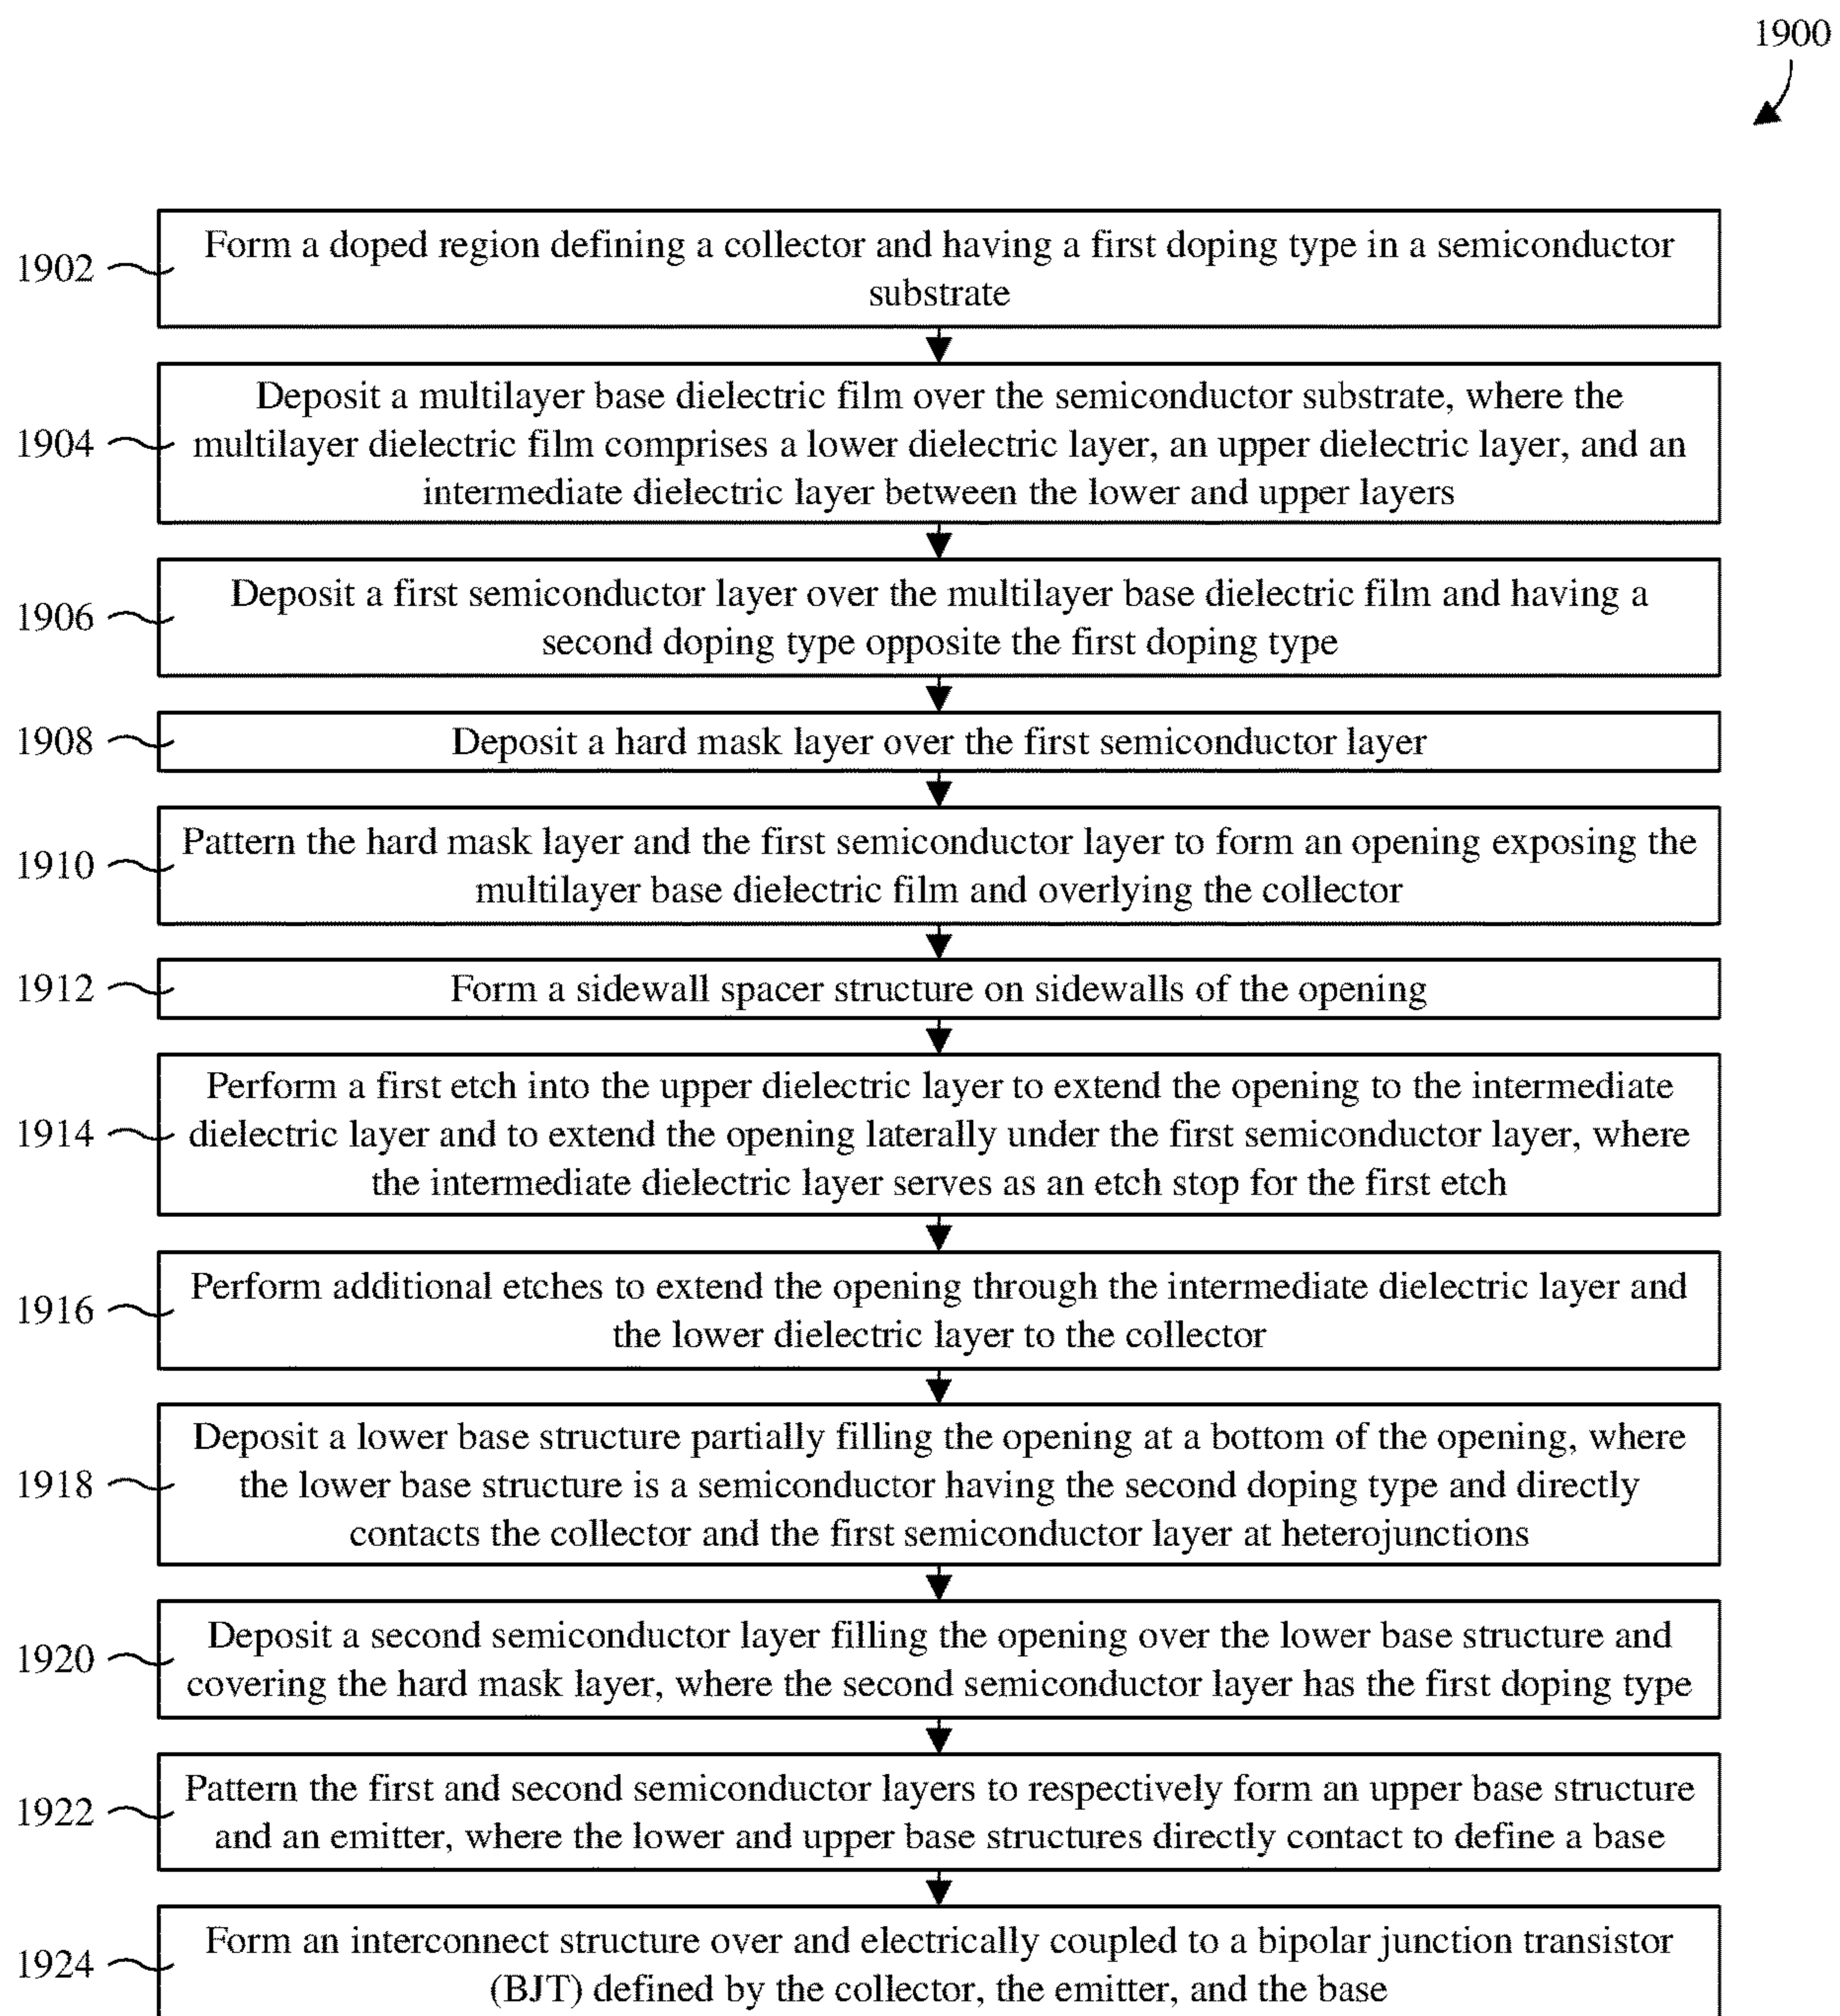 1900
1902
Form a doped region defining a collector and having a first doping type in a semiconductor
substrate
1904
Deposit a multilayer base dielectric film over the semiconductor substrate, where the
multilayer dielectric film comprises a lower dielectric layer, an upper dielectric layer, and an
intermediate dielectric layer between the lower and upper layers
1906
Deposit a first semiconductor layer over the multilayer base dielectric film and having a
second doping type opposite the first doping type
1908
Deposit a hard mask layer over the first semiconductor layer
1910
Pattern the hard mask layer and the first semiconductor layer to form an opening exposing the
multilayer base dielectric film and overlying the collector
1912
Form a sidewall spacer structure on sidewalls of the opening
1914
Perform a first etch into the upper dielectric layer to extend the opening to the intermediate
dielectric layer and to extend the opening laterally under the first semiconductor layer, where
the intermediate dielectric layer serves as an etch stop for the first etch
1916
Perform additional etches to extend the opening through the intermediate dielectric layer and
the lower dielectric layer to the collector
1918
Deposit a lower base structure partially filling the opening at a bottom of the opening, where
the lower base structure is a semiconductor having the second doping type and directly
contacts the collector and the first semiconductor layer at heterojunctions
1920
Deposit a second semiconductor layer filling the opening over the lower base structure and
covering the hard mask layer, where the second semiconductor layer has the first doping type
1922
Pattern the first and second semiconductor layers to respectively form an upper base structure
and an emitter, where the lower and upper base structures directly contact to define a base
1924
Form an interconnect structure over and electrically coupled to a bipolar junction transistor
(BJT) defined by the collector, the emitter, and the base